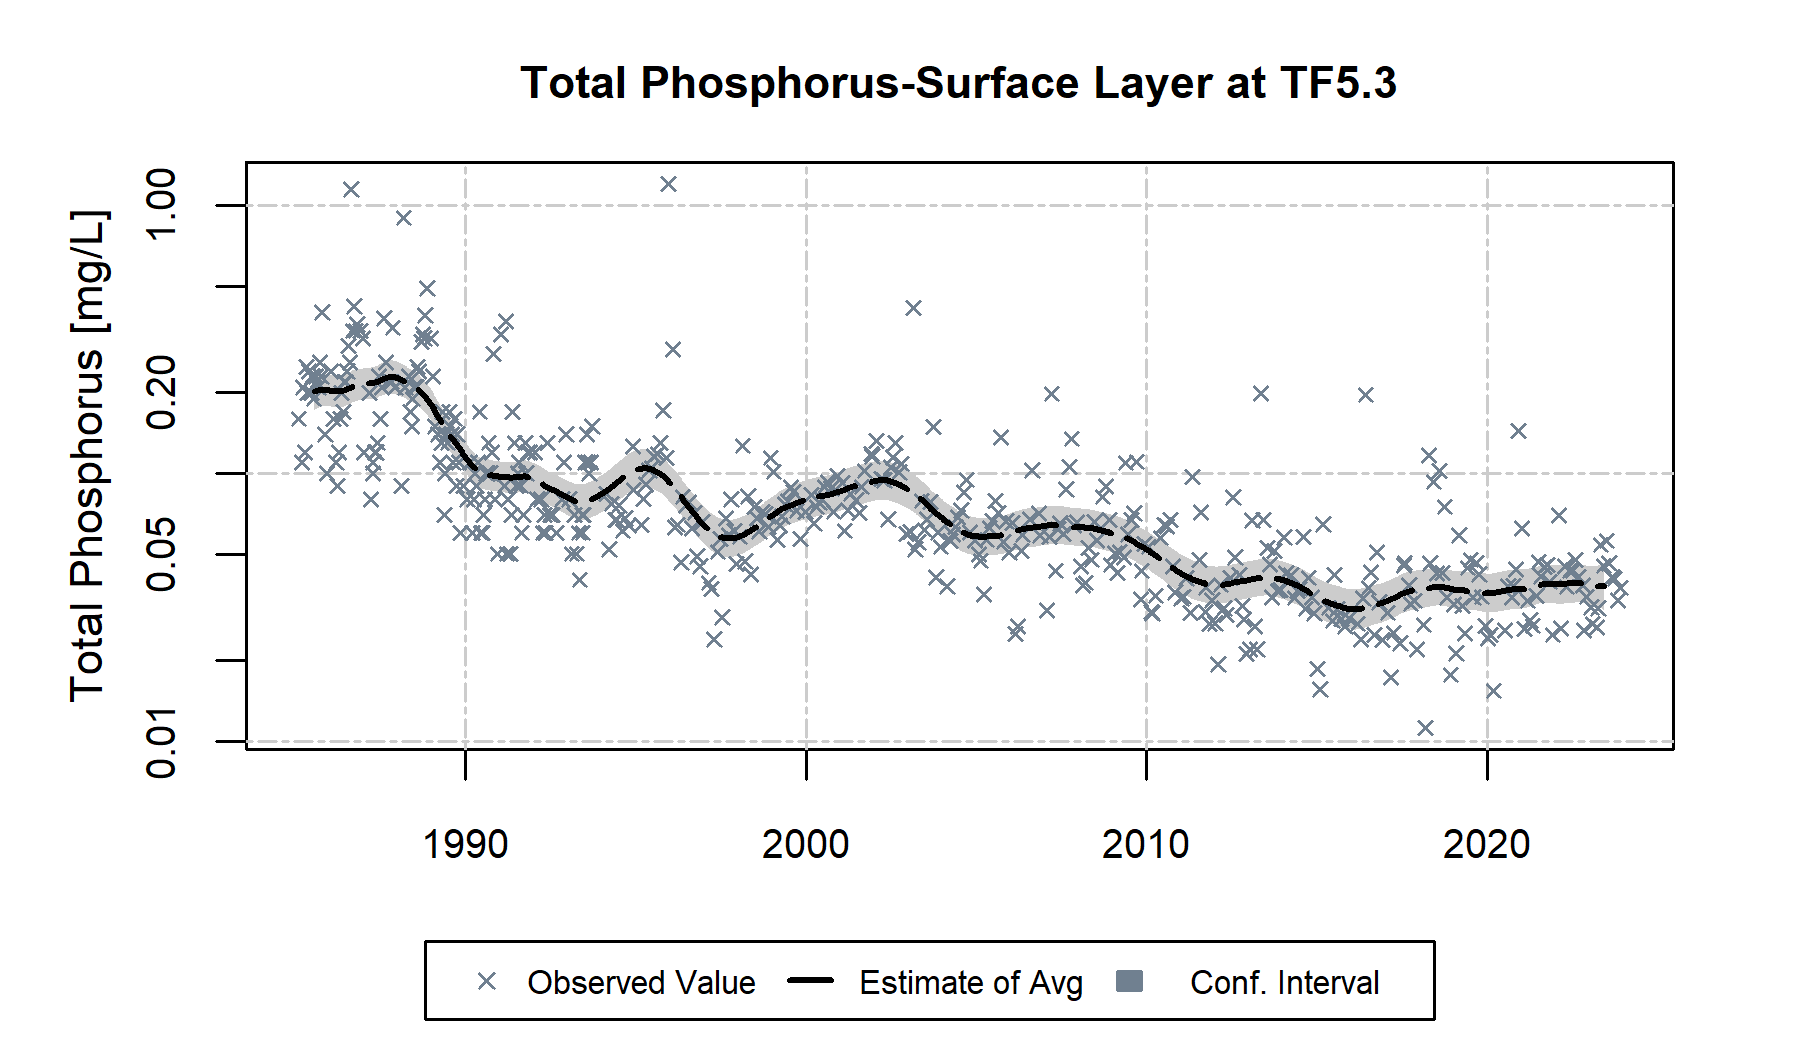 Total Phosphorus-Surface Layer at TF5.3
Total Phosphorus [mg/L]
1.00
0.20
0.05
0.01
1990 2000 2010 2020
Observed Value Estimate of Avg Conf. Interval